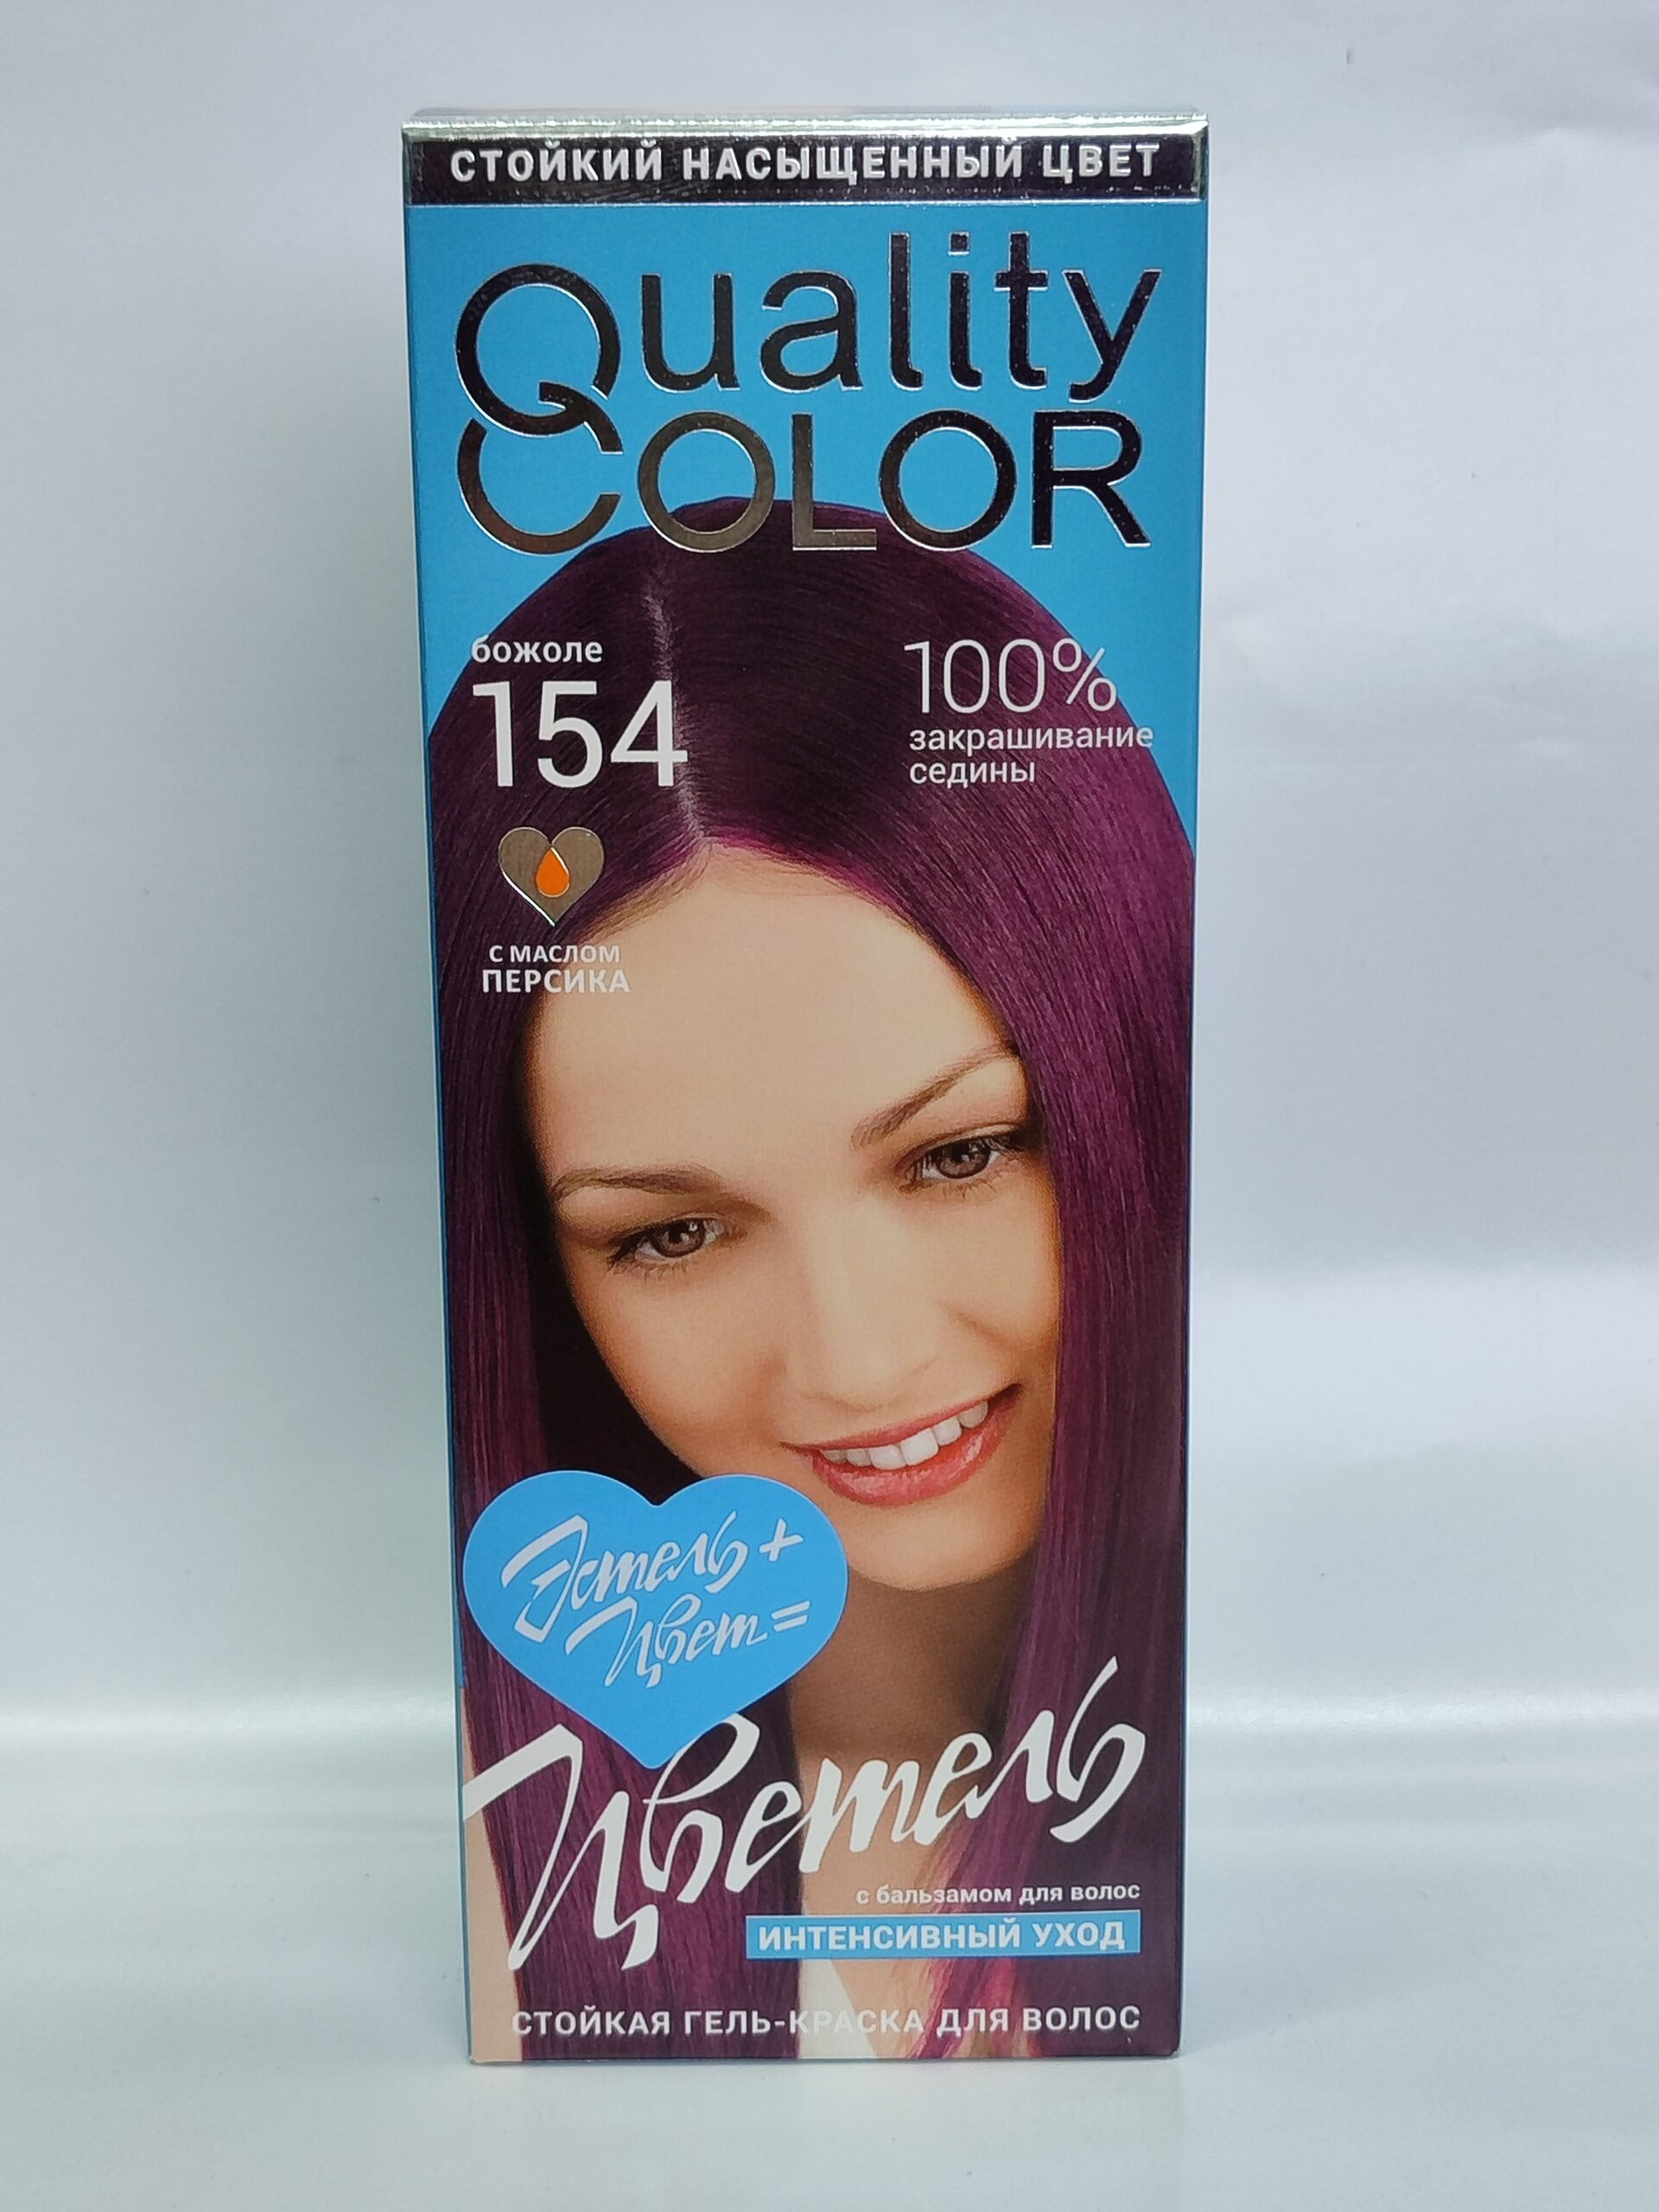 СТОЙКИЙ НАСЫЩЕННЫЙ ЦВЕТ
Quality
COLOR
божоле
154
100%
закрашивание
седины
С МАСЛОМ
ПЕРСИКА
Эстель +
Цвет =
Цветель
с бальзамом для волос
ИНТЕНСИВНЫЙ УХОД
СТОЙКАЯ ГЕЛЬ-КРАСКА ДЛЯ ВОЛОС